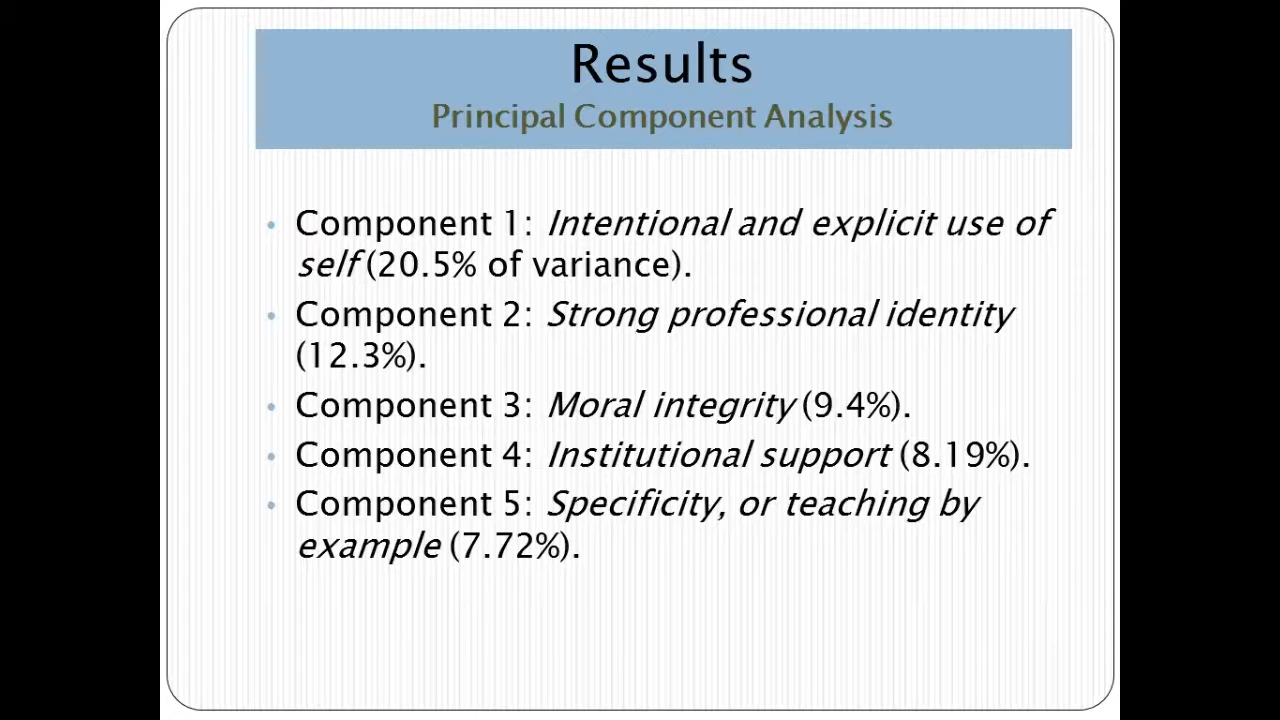 Results
Principal Component Analysis
• Component 1: Intentional and explicit use of
self (20.5% of variance).
• Component 2: Strong professional identity
(12.3%).
• Component 3: Moral integrity (9.4%).
• Component 4: Institutional support (8.19%).
• Component 5: Specificity, or teaching by
example (7.72%).